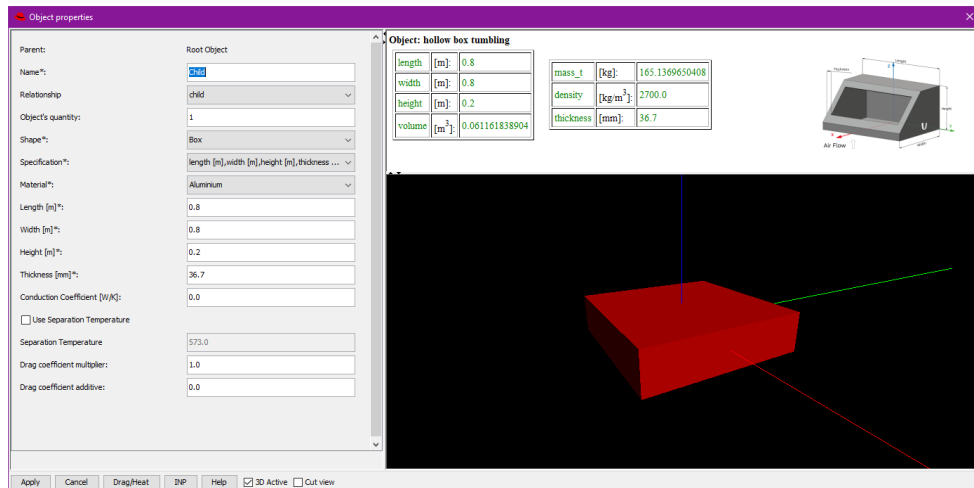 Object properties
Parent: Root Object
Name*: Child
Relationship child
Object's quantity: 1
Shape*: Box
Specification*: length [m],width [m],height [m],thickness ...
Material*: Aluminium
Length [m]*: 0.8
Width [m]*: 0.8
Height [m]*: 0.2
Thickness [mm]*: 36.7
Conduction Coefficient [W/K]: 0.0
Use Separation Temperature
Separation Temperature 573.0
Drag coefficient multiplier: 1.0
Drag coefficient additive: 0.0
Object: hollow box tumbling
length [m]: 0.8
width [m]: 0.8
height [m]: 0.2
volume [m³]: 0.061161838904
mass_t [kg]: 165.1369650408
density [kg/m³]: 2700.0
thickness [mm]: 36.7
Thickness
Length
Z
Height
U
Y
X
Width
Air Flow
Apply Cancel Drag/Heat INP Help 3D Active Cut view